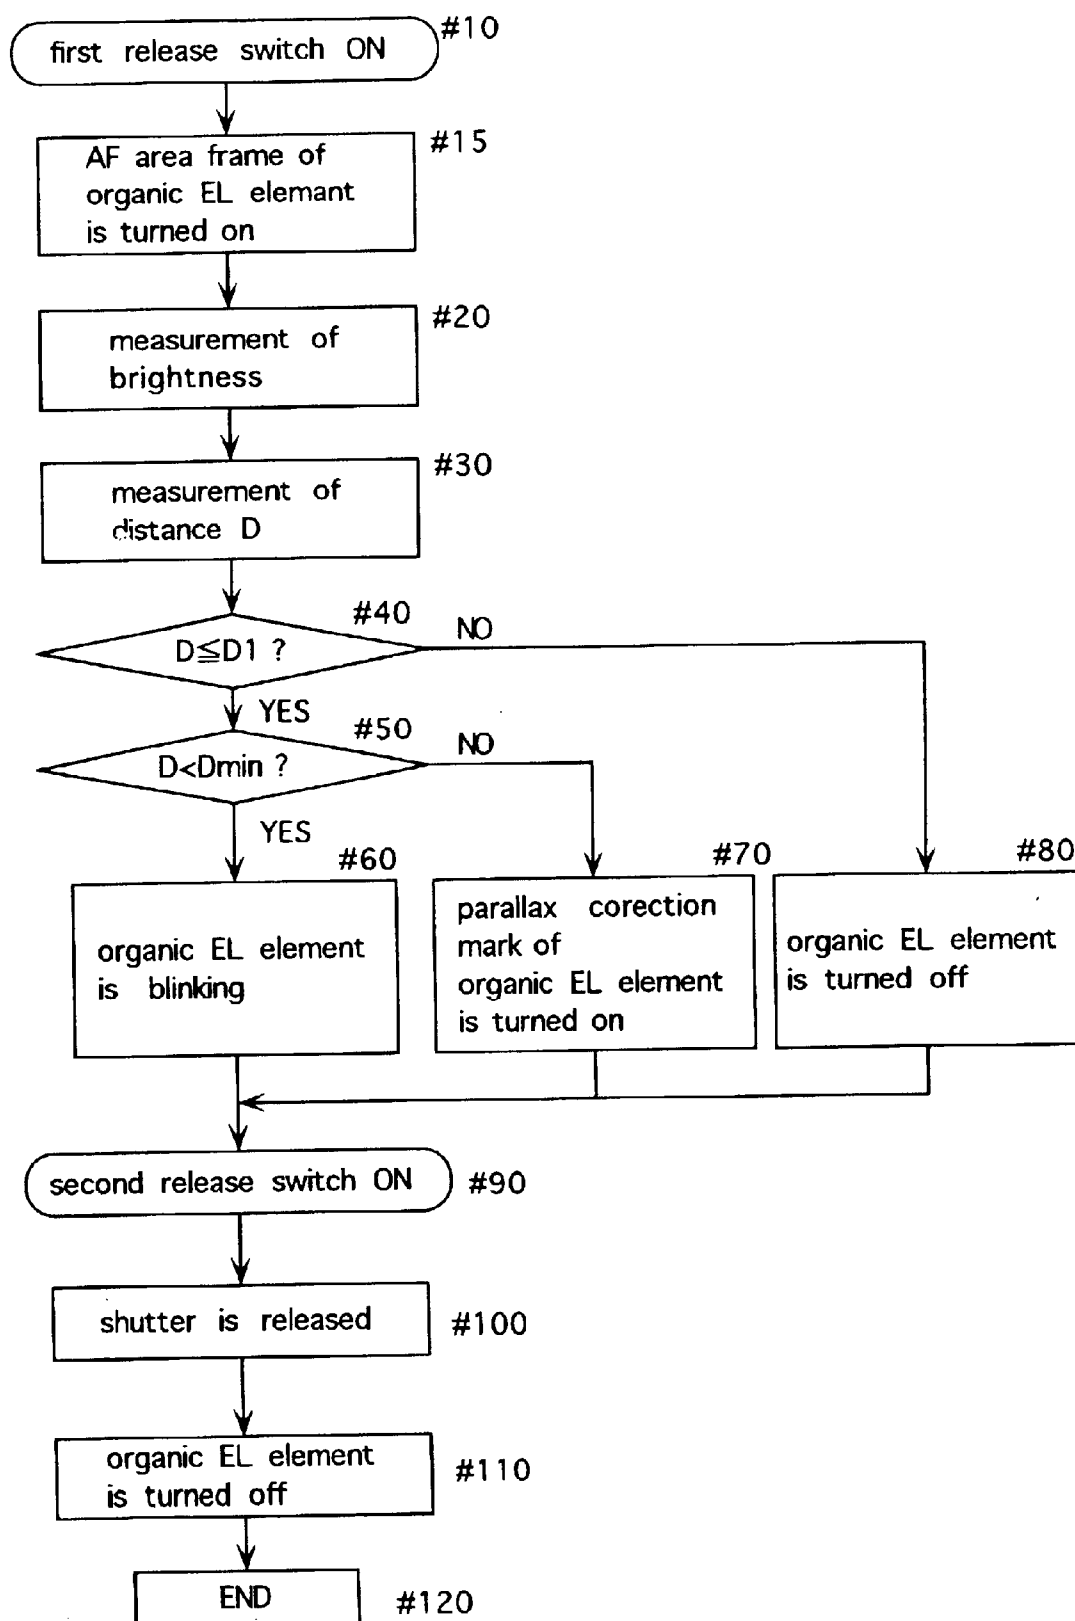 first release switch ON
#10
#15
AF area frame of
organic EL elemant
is turned on
#20
measurement of
brightness
#30
measurement of
distance D
#40
D≦D1 ?
NO
YES
#50
D<Dmin ?
NO
YES
#60
organic EL element
is blinking
#70
parallax corection
mark of
organic EL element
is turned on
#80
organic EL element
is turned off
second release switch ON
#90
shutter is released
#100
organic EL element
is turned off
#110
END
#120